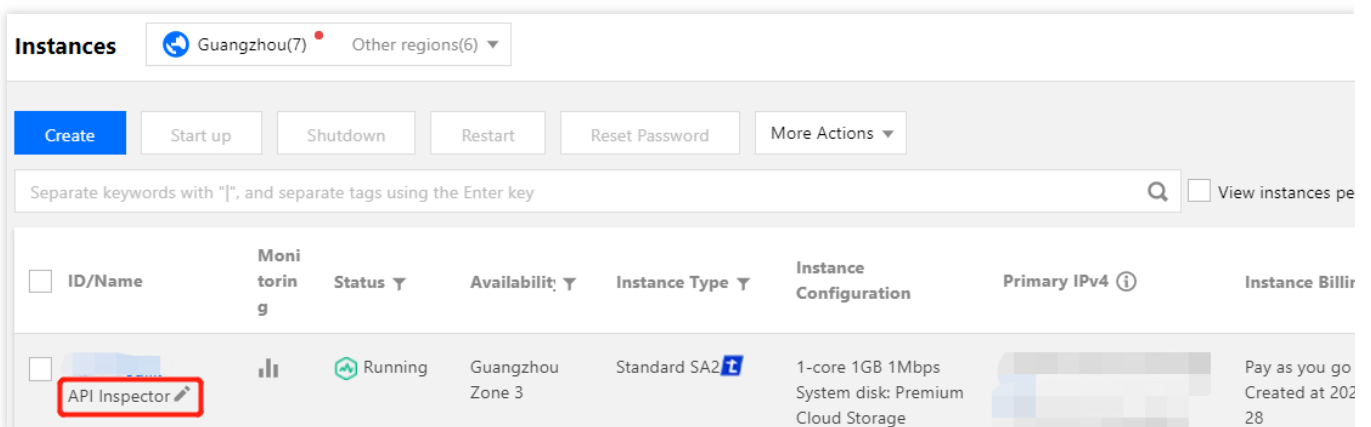 Instances
Guangzhou(7) Other regions(6)
Create Start up Shutdown Restart Reset Password More Actions
Separate keywords with "|", and separate tags using the Enter key
View instances pe
ID/Name
Moni
torin
g
Status
Availability
Instance Type
Instance
Configuration
Primary IPv4
Instance Billin
API Inspector
Running
Guangzhou
Zone 3
Standard SA2
1-core 1GB 1Mbps
System disk: Premium
Cloud Storage
Pay as you go
Created at 202
28